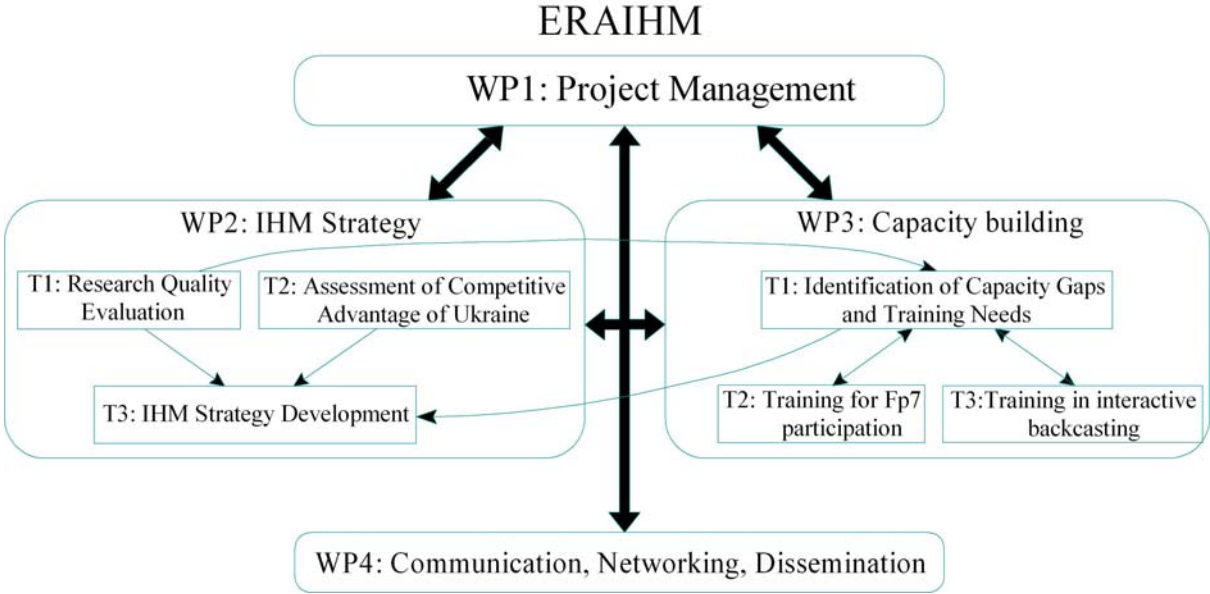 ERAIHM
WP1: Project Management
WP2: IHM Strategy
T1: Research Quality
Evaluation
T2: Assessment of Competitive
Advantage of Ukraine
T3: IHM Strategy Development
WP3: Capacity building
T1: Identification of Capacity Gaps
and Training Needs
T2: Training for Fp7
participation
T3:Training in interactive
backcasting
WP4: Communication, Networking, Dissemination